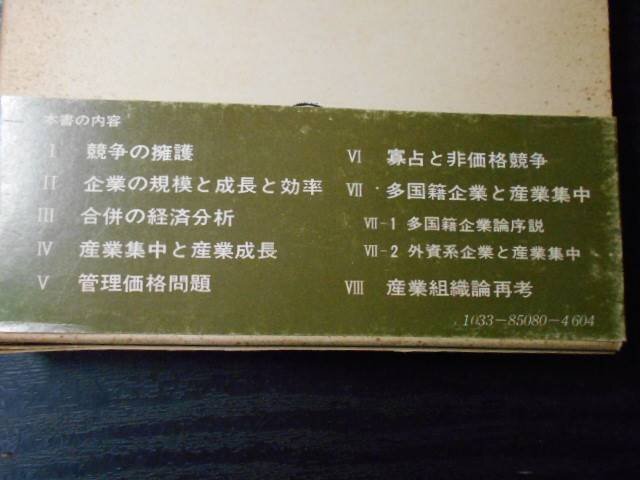 本書の内容
Ⅰ 競争の擁護
Ⅱ 企業の規模と成長と効率
Ⅲ 合併の経済分析
Ⅳ 産業集中と産業成長
Ⅴ 管理価格問題
Ⅵ 寡占と非価格競争
Ⅶ 多国籍企業と産業集中
Ⅶ-1 多国籍企業論序説
Ⅶ-2 外資系企業と産業集中
Ⅷ 産業組織論再考
1033-85080-4604